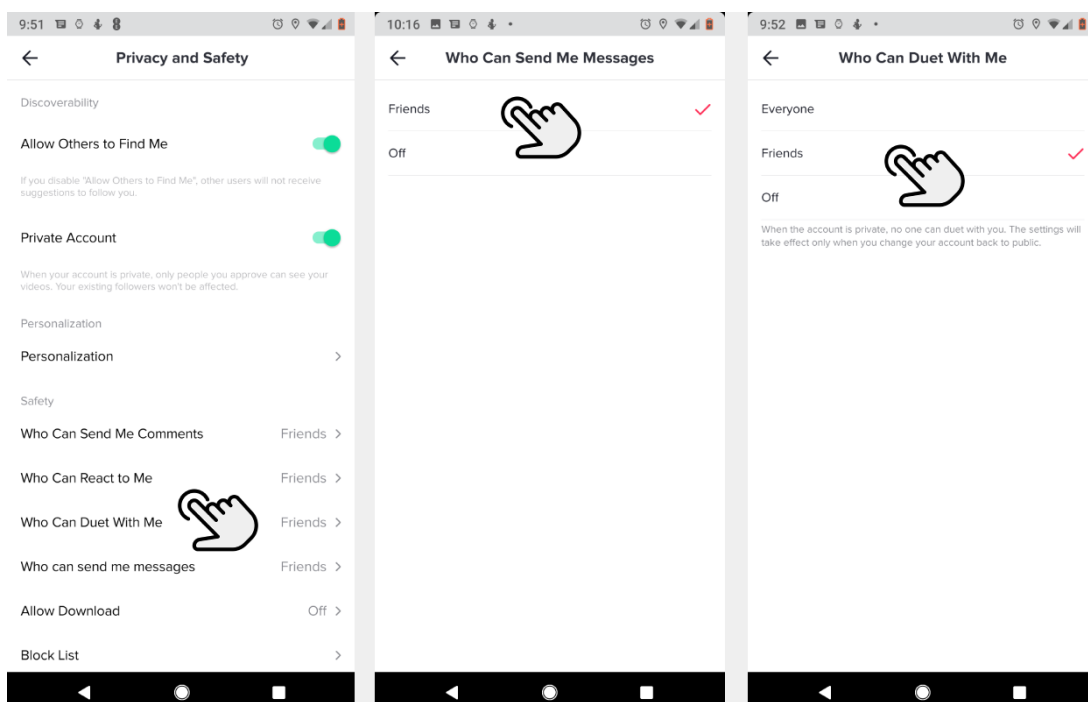 9:51
Privacy and Safety
Discoverability
Allow Others to Find Me
If you disable "Allow Others to Find Me", other users will not receive
suggestions to follow you.
Private Account
When your account is private, only people you approve can see your
videos. Your existing followers won't be affected.
Personalization
Personalization
Safety
Who Can Send Me Comments Friends
Who Can React to Me Friends
Who Can Duet With Me Friends
Who can send me messages Friends
Allow Download Off
Block List
10:16
Who Can Send Me Messages
Friends
Off
9:52
Who Can Duet With Me
Everyone
Friends
Off
When the account is private, no one can duet with you. The settings will
take effect only when you change your account back to public.